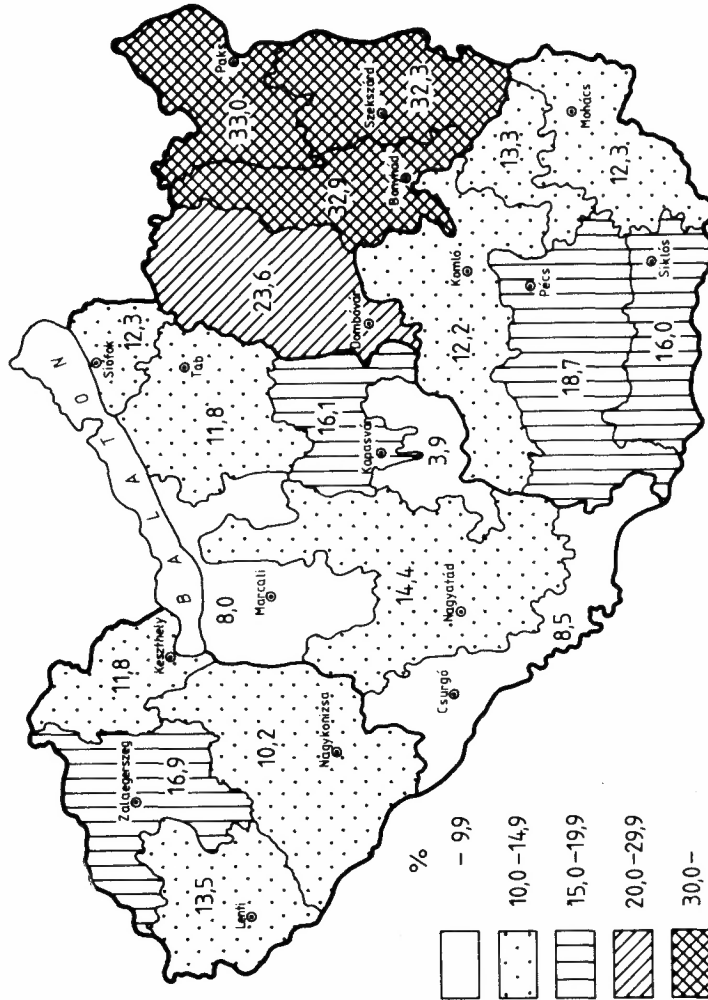 BALATON
Siófok
12,3
Tab
11,8
Keszthely
11,8
Zalaegerszeg
16,9
Lenti
13,5
Nagykanizsa
10,2
Marcali
8,0
Nagyatád
14,4
Csurgó
8,5
Kaposvár
16,1
3,9
Dombóvár
23,6
Paks
33,0
Szekszárd
32,3
Bonyhád
32,9
Komló
12,2
Pécs
18,7
Siklós
16,0
Mohács
12,3
13,3
%
– 9,9
10,0–14,9
15,0–19,9
20,0–29,9
30,0–